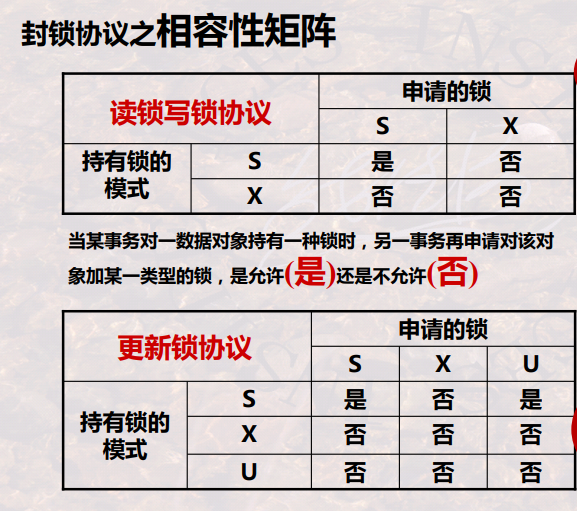 封锁协议之相容性矩阵
读锁写锁协议 申请的锁
S X
持有锁的模式 S 是 否
X 否 否
当某事务对一数据对象持有一种锁时，另一事务再申请对该对
象加某一类型的锁，是允许(是)还是不允许(否)
更新锁协议 申请的锁
S X U
持有锁的模式 S 是 否 是
X 否 否 否
U 否 否 否